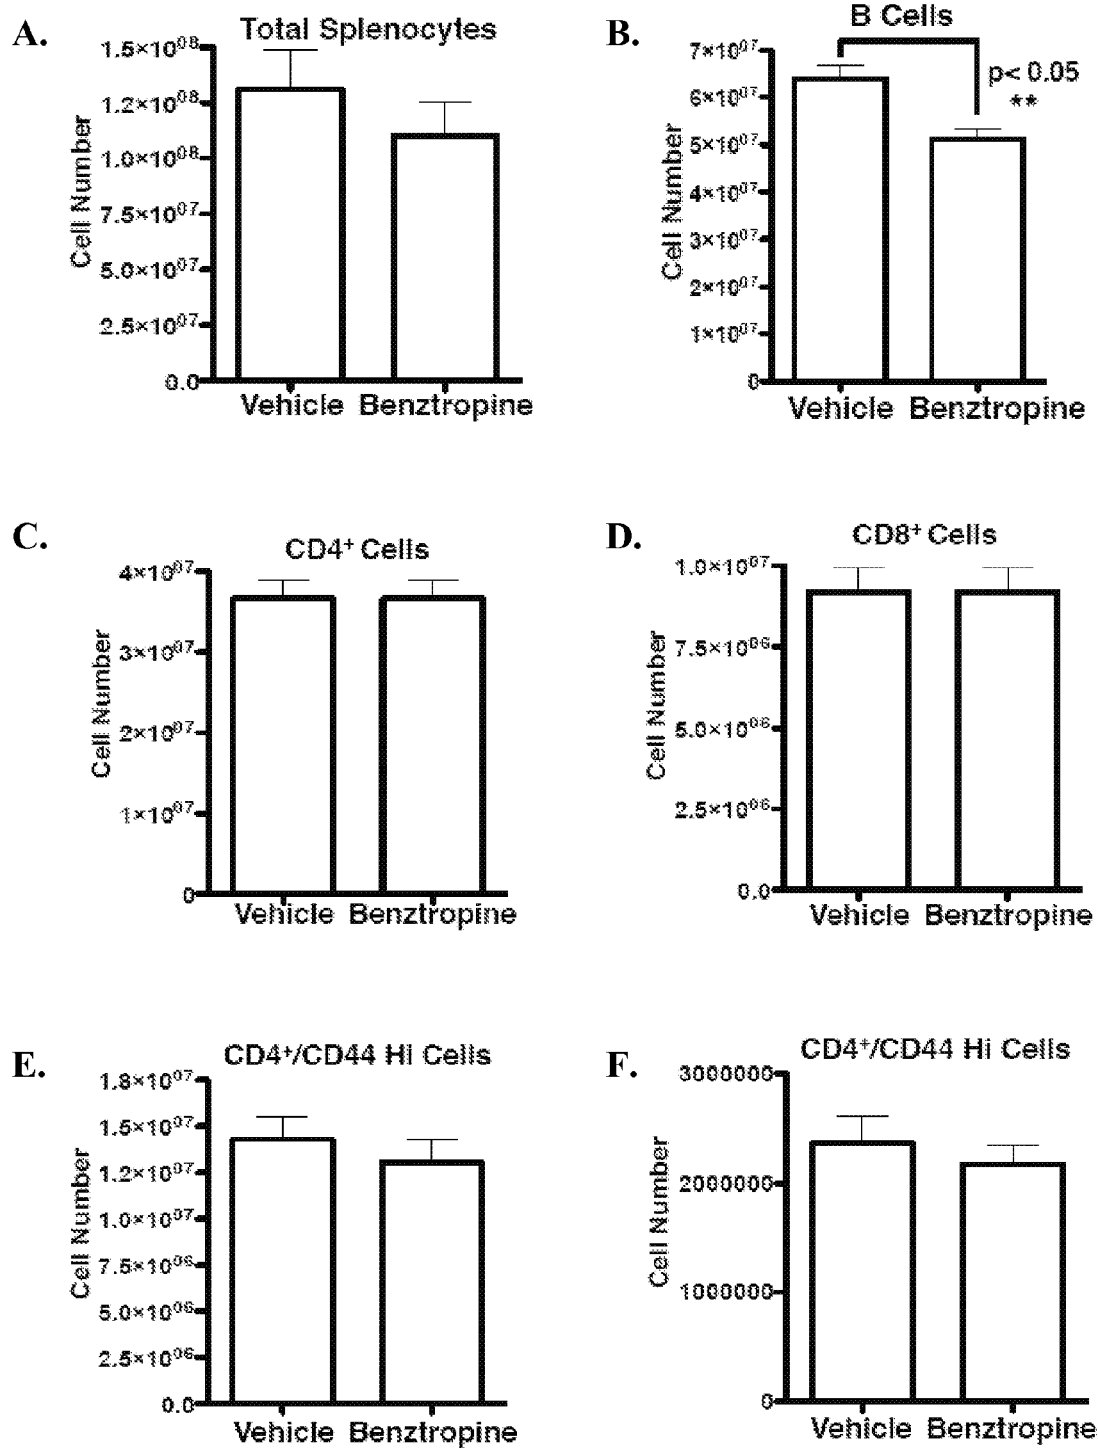 A.
Total Splenocytes
Cell Number
1.5×10⁰⁸
1.2×10⁰⁸
1.0×10⁰⁸
7.5×10⁰⁷
5.0×10⁰⁷
2.5×10⁰⁷
0.0
Vehicle Benztropine
B.
B Cells
p< 0.05
**
Cell Number
7×10⁰⁷
6×10⁰⁷
5×10⁰⁷
4×10⁰⁷
3×10⁰⁷
2×10⁰⁷
1×10⁰⁷
0
Vehicle Benztropine
C.
CD4⁺ Cells
Cell Number
4×10⁰⁷
3×10⁰⁷
2×10⁰⁷
1×10⁰⁷
0
Vehicle Benztropine
D.
CD8⁺ Cells
Cell Number
1.0×10⁰⁷
7.5×10⁰⁶
5.0×10⁰⁶
2.5×10⁰⁶
0.0
Vehicle Benztropine
E.
CD4⁺/CD44 Hi Cells
Cell Number
1.8×10⁰⁷
1.5×10⁰⁷
1.2×10⁰⁷
1.0×10⁰⁷
7.5×10⁰⁶
5.0×10⁰⁶
2.5×10⁰⁶
0.0
Vehicle Benztropine
F.
CD4⁺/CD44 Hi Cells
Cell Number
3000000
2000000
1000000
0
Vehicle Benztropine